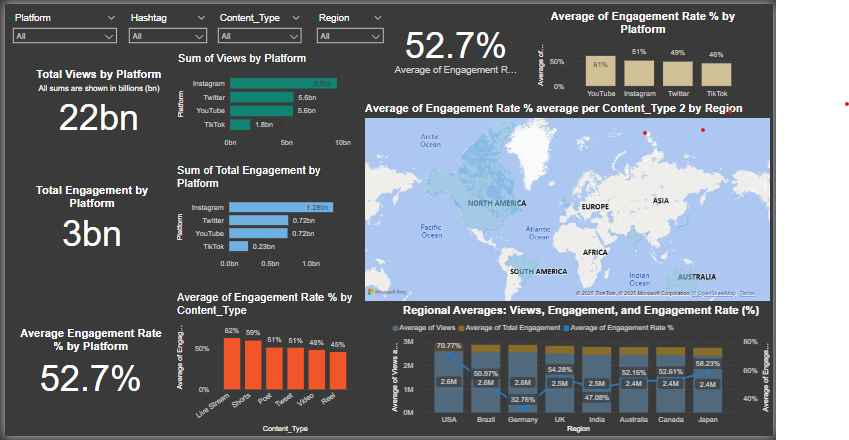 Platform
All
Hashtag
All
Content_Type
All
Region
All
Total Views by Platform
All sums are shown in billions (bn)
22bn
Total Engagement by
Platform
3bn
Average Engagement Rate
% by Platform
52.7%
Sum of Views by Platform
Platform
Instagram
Twitter
5.6bn
YouTube
5.6bn
TikTok
1.8bn
0bn
5bn
10bn
Sum of Total Engagement by
Platform
Platform
Instagram
1.28bn
Twitter
0.72bn
YouTube
0.72bn
TikTok
0.23bn
0.0bn
0.5bn
1.0bn
Average of Engagement Rate % by
Content_Type
Average of Engag...
50%
0%
62%
59%
51%
51%
48%
45%
Live Stream
Shorts
Post
Tweet
Video
Reel
Content_Type
52.7%
Average of Engagement R...
Average of Engagement Rate % by
Platform
Average of...
50%
0%
61%
51%
49%
46%
YouTube
Instagram
Twitter
TikTok
Average of Engagement Rate % average per Content_Type 2 by Region
Arctic
Ocean
NORTH AMERICA
EUROPE
ASIA
Pacific
Ocean
Atlantic
Ocean
AFRICA
SOUTH AMERICA
Indian
Ocean
AUSTRALIA
Microsoft Bing
© 2025 TomTom, © 2025 Microsoft Corporation, © OpenStreetMap Terms
Regional Averages: Views, Engagement, and Engagement Rate (%)
Average of Views
Average of Total Engagement
Average of Engagement Rate %
Average of Views a...
3M
2M
1M
0M
70.77%
50.97%
32.76%
54.28%
47.08%
52.16%
52.61%
58.23%
2.6M
2.6M
2.6M
2.5M
2.5M
2.4M
2.4M
2.4M
USA
Brazil
Germany
UK
India
Australia
Canada
Japan
Region
80%
60%
40%
Average of Engage...